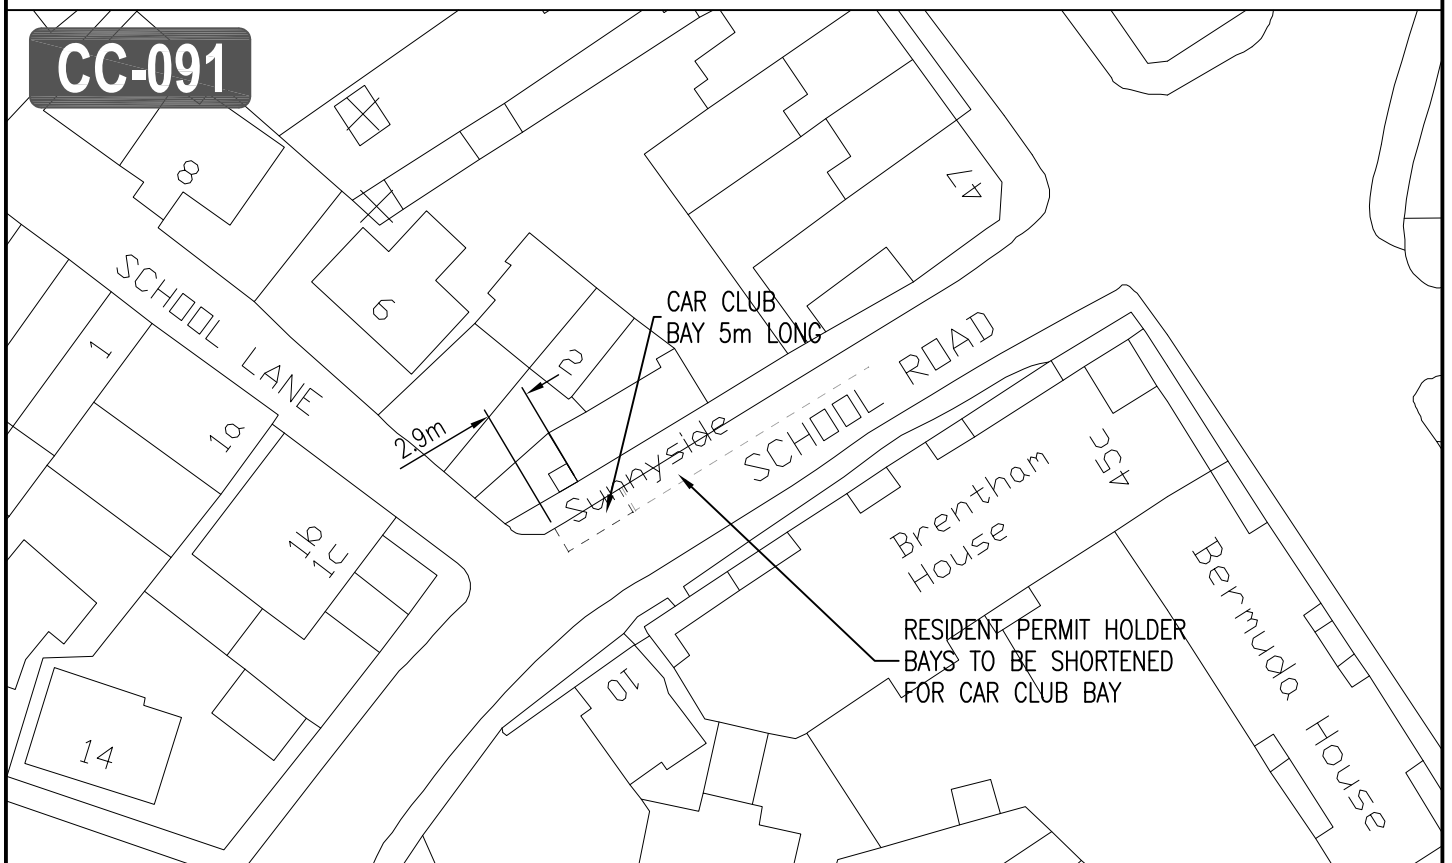 CC-091
8
47
SCHOOL LANE
6
CAR CLUB
BAY 5m LONG
SCHOOL ROAD
1
2
2.9m
1a
Sunnyside
45c
Brentham
House
1b
1c
Bermuda House
RESIDENT PERMIT HOLDER
BAYS TO BE SHORTENED
FOR CAR CLUB BAY
10
14